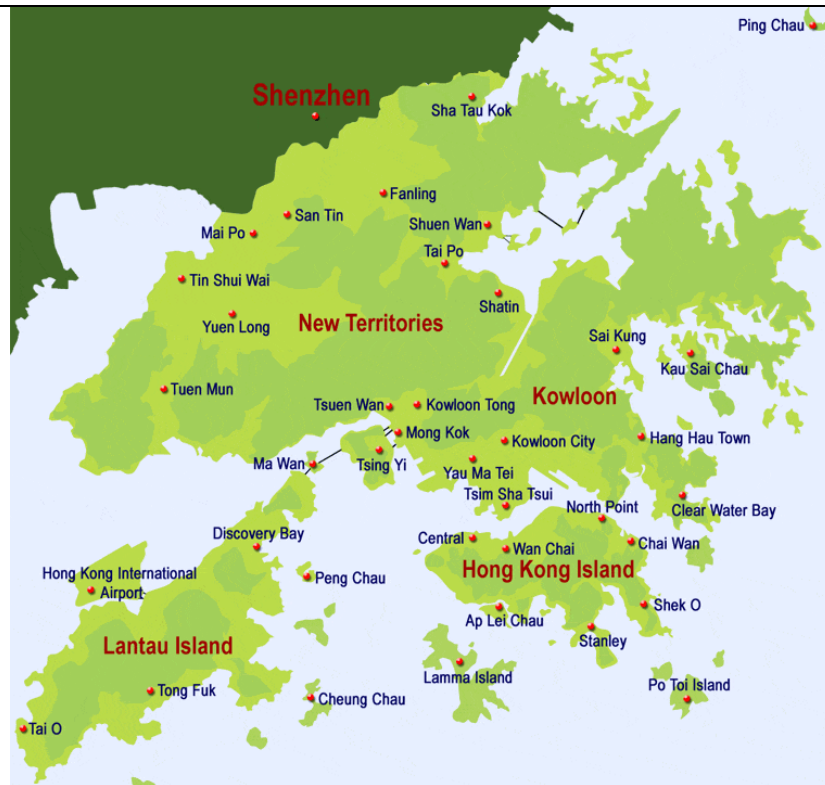 Ping Chau
Shenzhen
Sha Tau Kok
Fanling
San Tin
Shuen Wan
Mai Po
Tai Po
Tin Shui Wai
Shatin
Yuen Long
New Territories
Sai Kung
Kau Sai Chau
Tuen Mun
Kowloon
Tsuen Wan
Kowloon Tong
Mong Kok
Kowloon City
Hang Hau Town
Ma Wan
Tsing Yi
Yau Ma Tei
Tsim Sha Tsui
North Point
Clear Water Bay
Discovery Bay
Central
Wan Chai
Chai Wan
Hong Kong International
Airport
Peng Chau
Hong Kong Island
Shek O
Ap Lei Chau
Stanley
Lantau Island
Lamma Island
Po Toi Island
Tong Fuk
Cheung Chau
Tai O